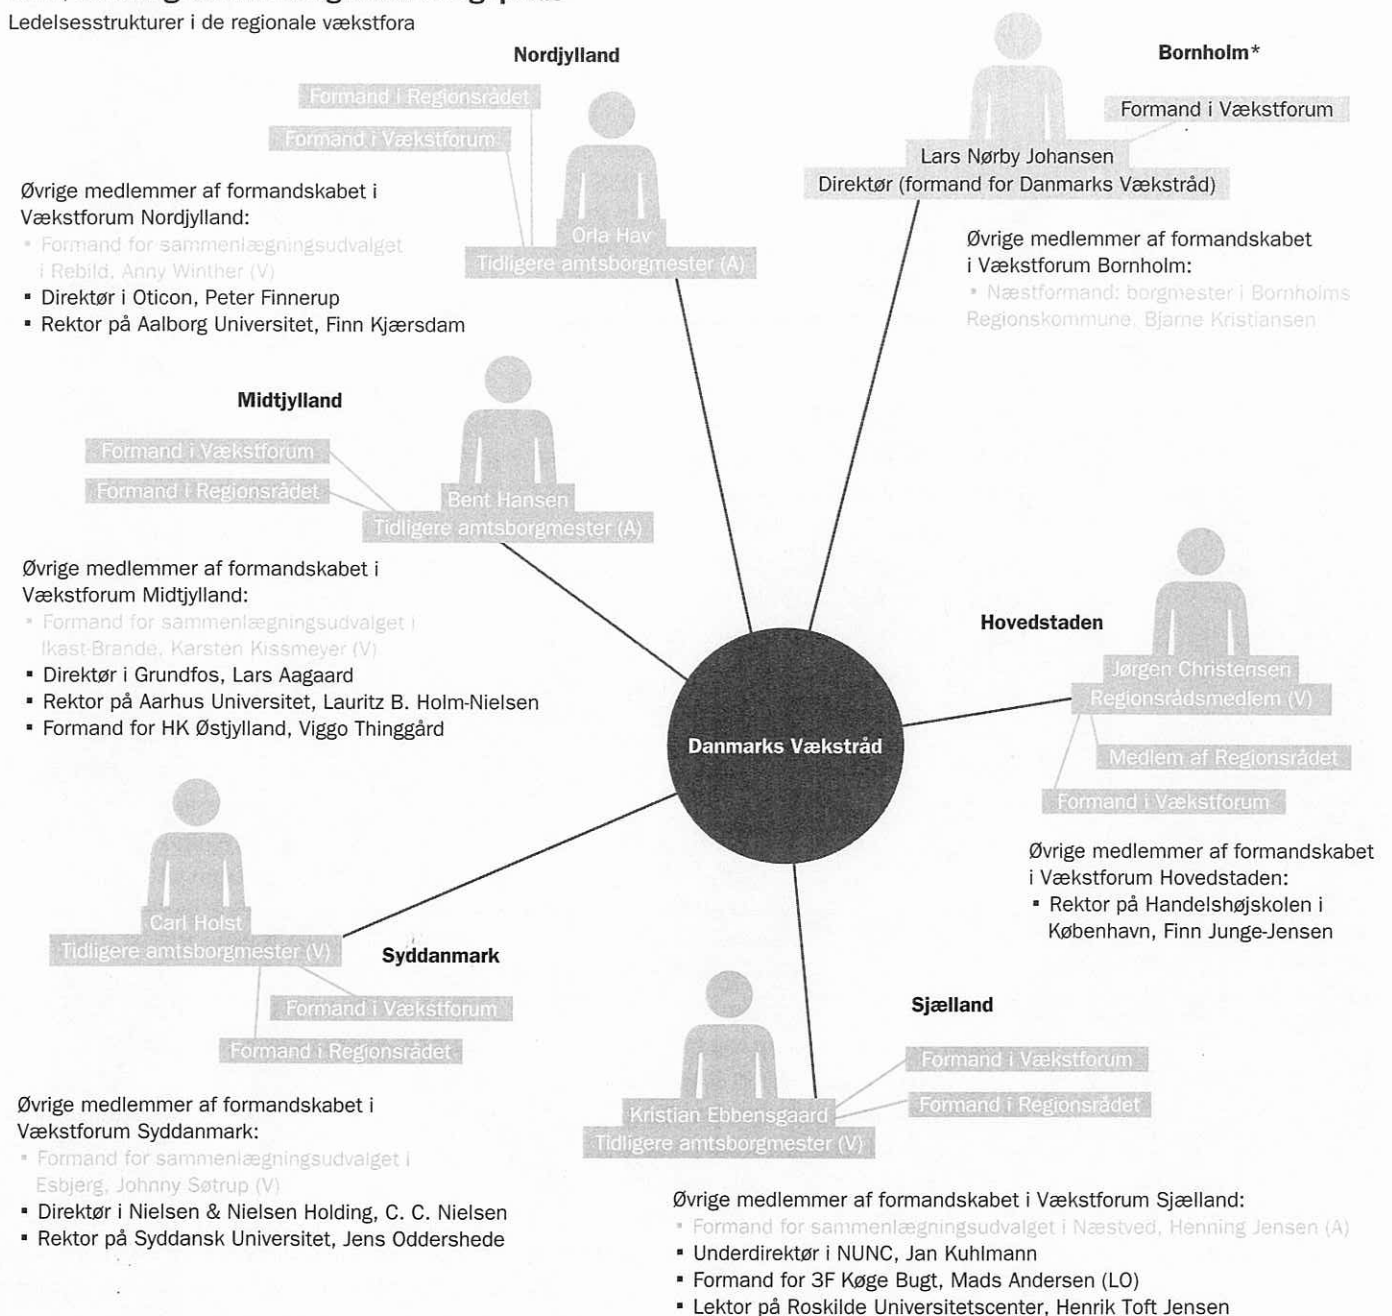 Ledelsesstrukturer i de regionale vækstfora
Nordjylland
Formand i Regionsrådet
Formand i Vækstforum
Orla Hav
Tidligere amtsborgmester (A)
Øvrige medlemmer af formandskabet i
Vækstforum Nordjylland:
▪ Formand for sammenlægningsudvalget
i Rebild, Anny Winther (V)
▪ Direktør i Oticon, Peter Finnerup
▪ Rektor på Aalborg Universitet, Finn Kjærsdam
Bornholm*
Formand i Vækstforum
Lars Nørby Johansen
Direktør (formand for Danmarks Vækstråd)
Øvrige medlemmer af formandskabet
i Vækstforum Bornholm:
▪ Næstformand: borgmester i Bornholms
Regionskommune, Bjarne Kristiansen
Midtjylland
Formand i Vækstforum
Formand i Regionsrådet
Bent Hansen
Tidligere amtsborgmester (A)
Øvrige medlemmer af formandskabet i
Vækstforum Midtjylland:
▪ Formand for sammenlægningsudvalget i
Ikast-Brande, Karsten Kissmeyer (V)
▪ Direktør i Grundfos, Lars Aagaard
▪ Rektor på Aarhus Universitet, Lauritz B. Holm-Nielsen
▪ Formand for HK Østjylland, Viggo Thinggård
Hovedstaden
Jørgen Christensen
Regionsrådsmedlem (V)
Medlem af Regionsrådet
Formand i Vækstforum
Øvrige medlemmer af formandskabet
i Vækstforum Hovedstaden:
▪ Rektor på Handelshøjskolen i
København, Finn Junge-Jensen
Danmarks Vækstråd
Carl Holst
Tidligere amtsborgmester (V)
Syddanmark
Formand i Vækstforum
Formand i Regionsrådet
Øvrige medlemmer af formandskabet i
Vækstforum Syddanmark:
▪ Formand for sammenlægningsudvalget i
Esbjerg, Johnny Søtrup (V)
▪ Direktør i Nielsen & Nielsen Holding, C. C. Nielsen
▪ Rektor på Syddansk Universitet, Jens Oddershede
Sjælland
Formand i Vækstforum
Formand i Regionsrådet
Kristian Ebbensgaard
Tidligere amtsborgmester (V)
Øvrige medlemmer af formandskabet i Vækstforum Sjælland:
▪ Formand for sammenlægningsudvalget i Næstved, Henning Jensen (A)
▪ Underdirektør i NUNC, Jan Kuhlmann
▪ Formand for 3F Køge Bugt, Mads Andersen (LO)
▪ Lektor på Roskilde Universitetscenter, Henrik Toft Jensen